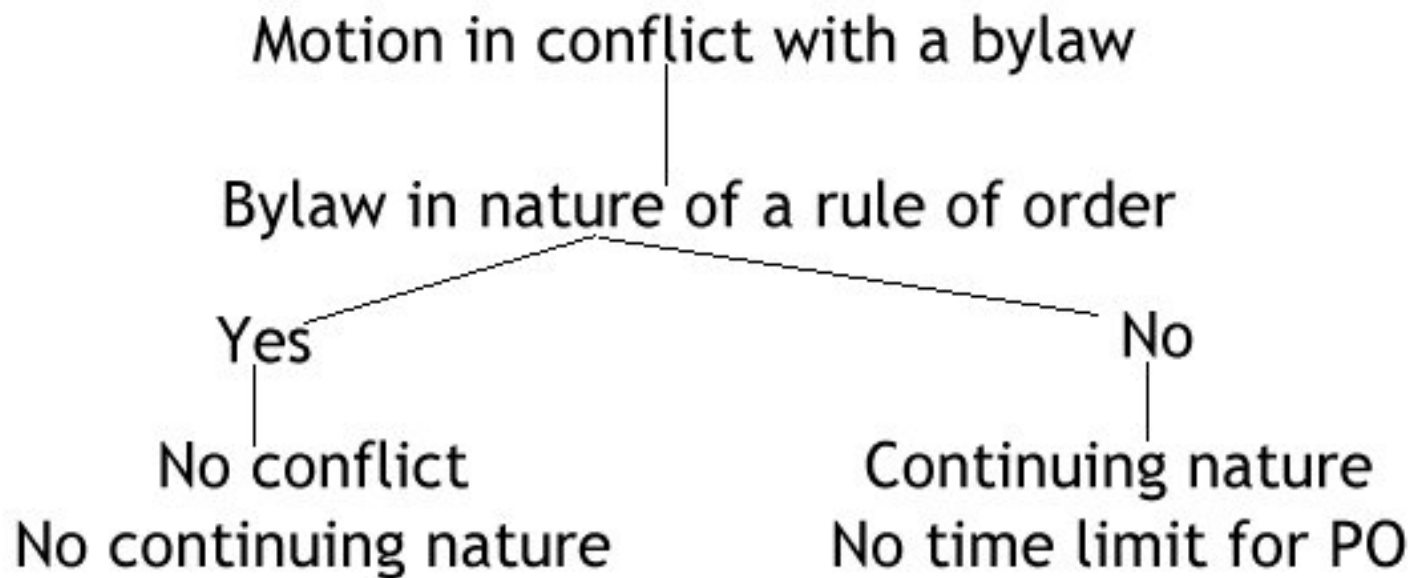 Motion in conflict with a bylaw
Bylaw in nature of a rule of order
Yes
No
No conflict
No continuing nature
Continuing nature
No time limit for PO